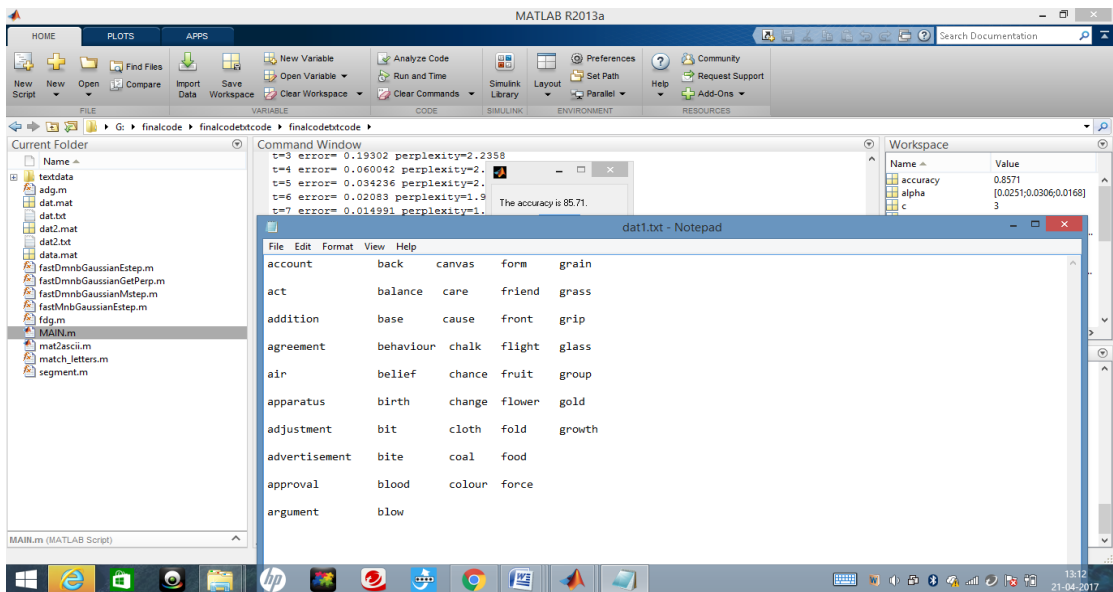 MATLAB R2013a
HOME PLOTS APPS
Search Documentation
New Script
New
Open
Find Files
Compare
Import Data
Save Workspace
New Variable
Open Variable
Clear Workspace
Analyze Code
Run and Time
Clear Commands
Simulink Library
Layout
Preferences
Set Path
Parallel
Help
Community
Request Support
Add-Ons
FILE VARIABLE CODE SIMULINK ENVIRONMENT RESOURCES
G: finalcode finalcodetxtcode finalcodetxtcode
Current Folder
Name
textdata
adg.m
dat.mat
dat.txt
dat2.mat
dat2.txt
data.mat
fastDmnbGaussianEstep.m
fastDmnbGaussianGetPerp.m
fastDmnbGaussianMstep.m
fastMnbGaussianEstep.m
fdg.m
MAIN.m
mat2ascii.m
match_letters.m
segment.m
MAIN.m (MATLAB Script)
Command Window
t=3 error= 0.19302 perplexity=2.2358
t=4 error= 0.060042 perplexity=2.
t=5 error= 0.034236 perplexity=2.
t=6 error= 0.02083 perplexity=1.9
t=7 error= 0.014991 perplexity=1.
The accuracy is 85.71.
Workspace
Name Value
accuracy 0.8571
alpha [0.0251;0.0306;0.0168]
c 3
dat1.txt - Notepad
File Edit Format View Help
account back canvas form grain
act balance care friend grass
addition base cause front grip
agreement behaviour chalk flight glass
air belief chance fruit group
apparatus birth change flower gold
adjustment bit cloth fold growth
advertisement bite coal food
approval blood colour force
argument blow
hp
13:12
21-04-2017